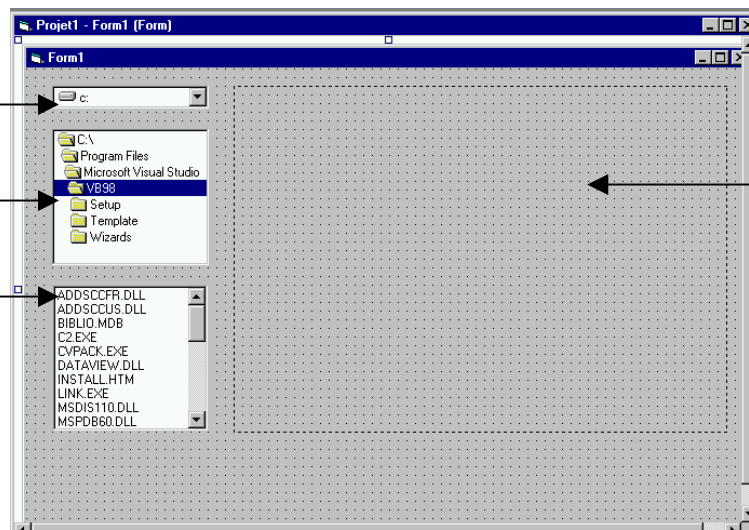 Projet1 - Form1 (Form)
Form1
c:
C:\
Program Files
Microsoft Visual Studio
VB98
Setup
Template
Wizards
ADDSCCFR.DLL
ADDSCCUS.DLL
BIBLIO.MDB
C2.EXE
CVPACK.EXE
DATAVIEW.DLL
INSTALL.HTM
LINK.EXE
MSDIS110.DLL
MSPDB60.DLL